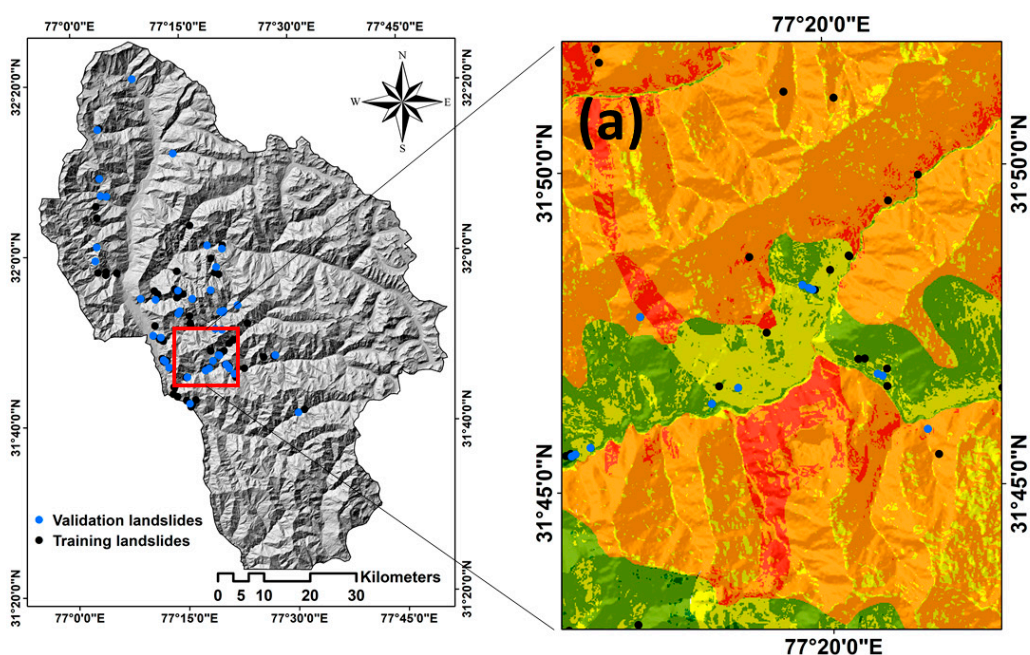 77°0'0"E 77°15'0"E 77°30'0"E
77°20'0"E
32°20'0"N
32°0'0"N
31°40'0"N
31°20'0"N
N
W E
S
32°20'0"N
32°0'0"N
31°40'0"N
31°20'0"N
Validation landslides
Training landslides
Kilometers
0 5 10 20 30
77°0'0"E 77°15'0"E 77°30'0"E 77°45'0"E
(a)
31°50'0"N
31°45'0"N
31°50'0"N
31°45'0"N
77°20'0"E